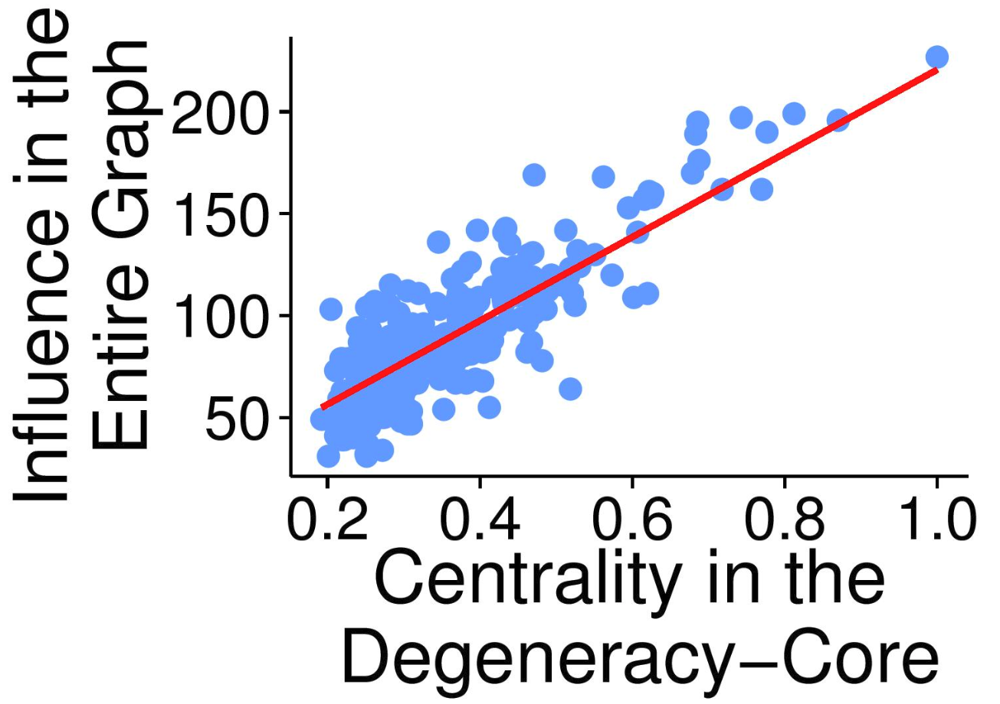 Influence in the
Entire Graph
200
150
100
50
0.2 0.4 0.6 0.8 1.0
Centrality in the
Degeneracy−Core